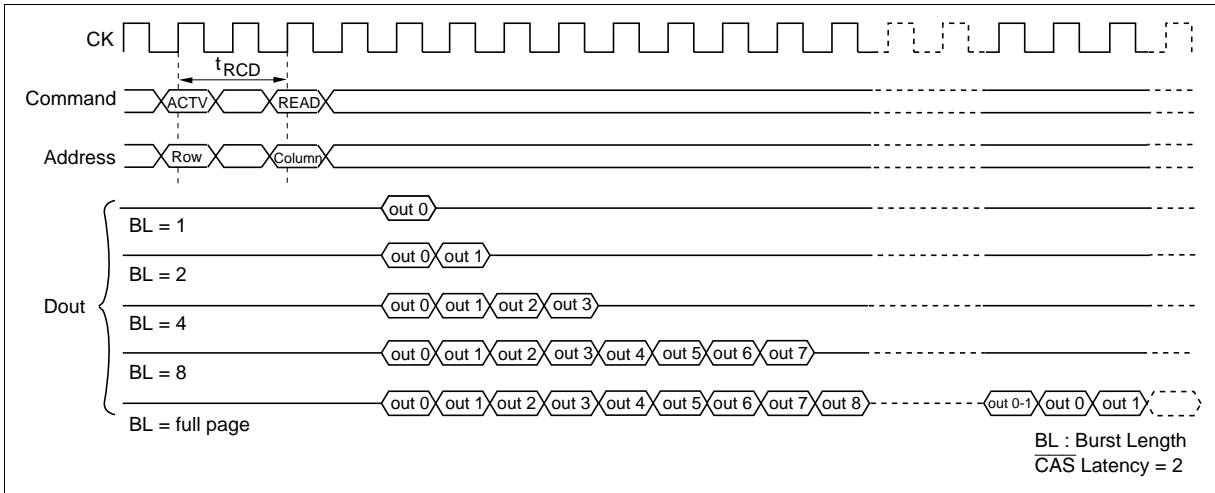 CK
tRCD
Command ACTV READ
Address Row Column
out 0
BL = 1
out 0 out 1
BL = 2
Dout
out 0 out 1 out 2 out 3
BL = 4
out 0 out 1 out 2 out 3 out 4 out 5 out 6 out 7
BL = 8
out 0 out 1 out 2 out 3 out 4 out 5 out 6 out 7 out 8 out 0-1 out 0 out 1
BL = full page
BL : Burst Length
CAS Latency = 2